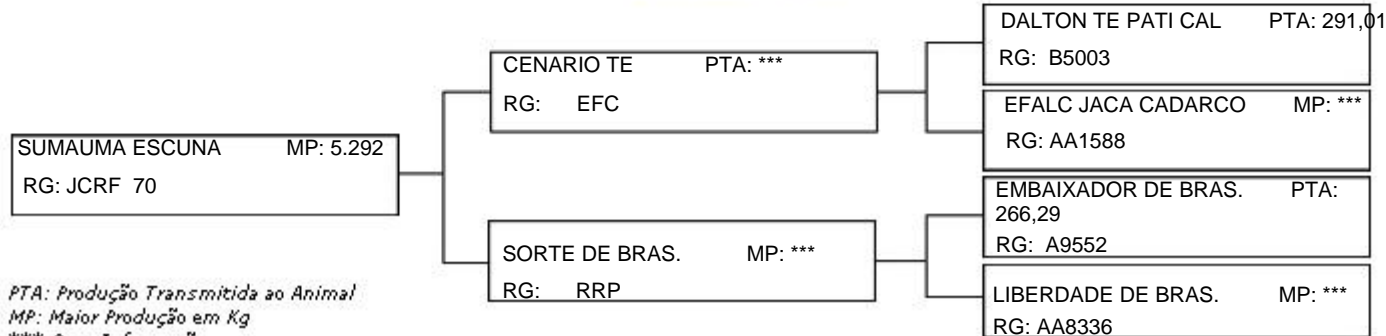 DALTON TE PATI CAL PTA: 291,01
RG: B5003
CENARIO TE PTA: ***
RG: EFC
EFALC JACA CADARCO MP: ***
RG: AA1588
SUMAUMA ESCUNA MP: 5.292
RG: JCRF 70
EMBAIXADOR DE BRAS. PTA:
266,29
RG: A9552
SORTE DE BRAS. MP: ***
RG: RRP
LIBERDADE DE BRAS. MP: ***
RG: AA8336
PTA: Produção Transmitida ao Animal
MP: Maior Produção em Kg